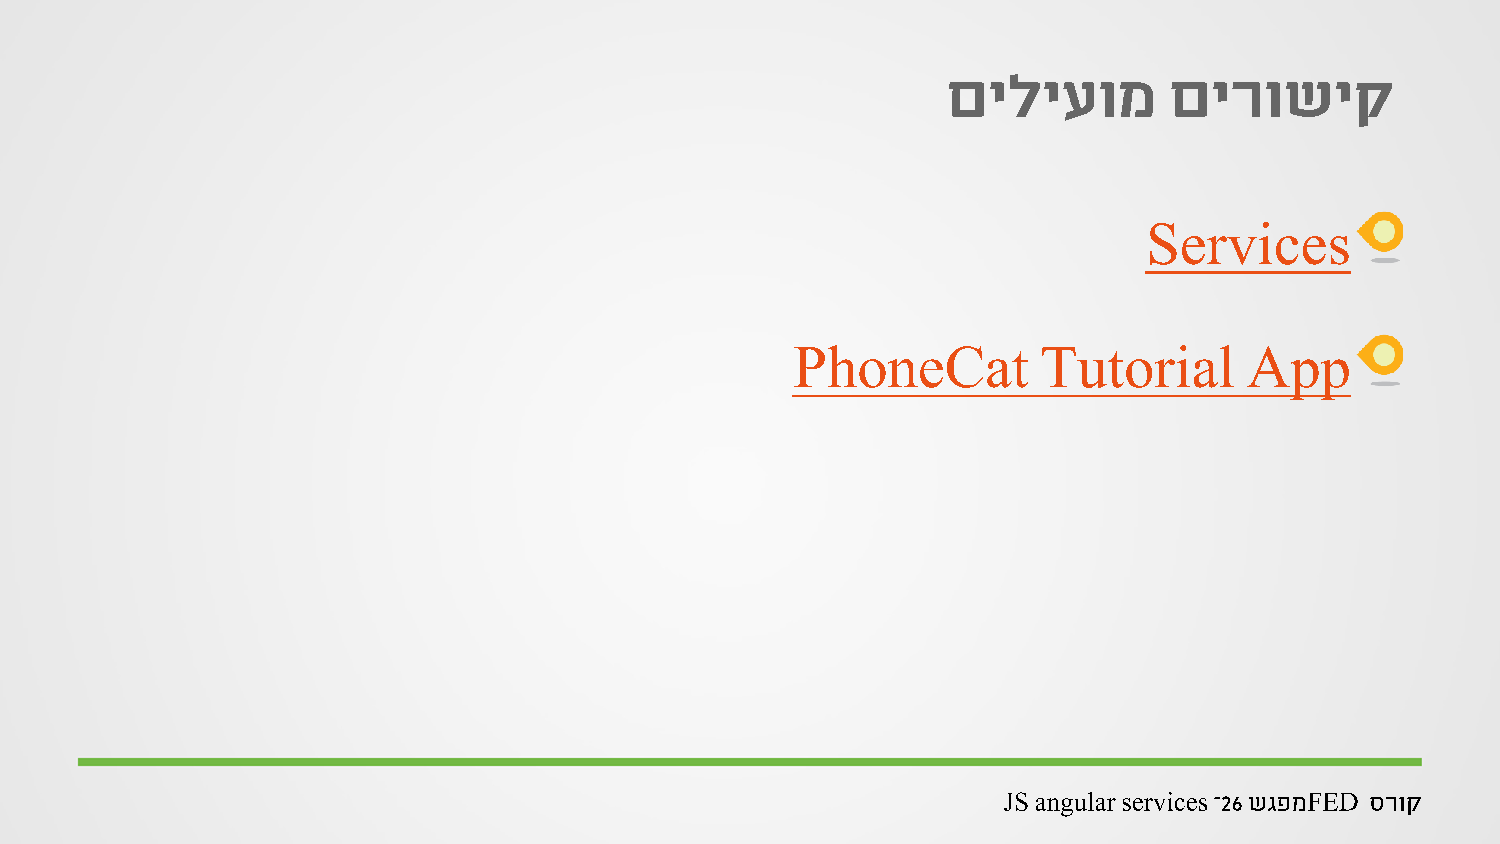 קישורים מועילים
Services
PhoneCat Tutorial App
קורס FED מפגש 26- JS angular services